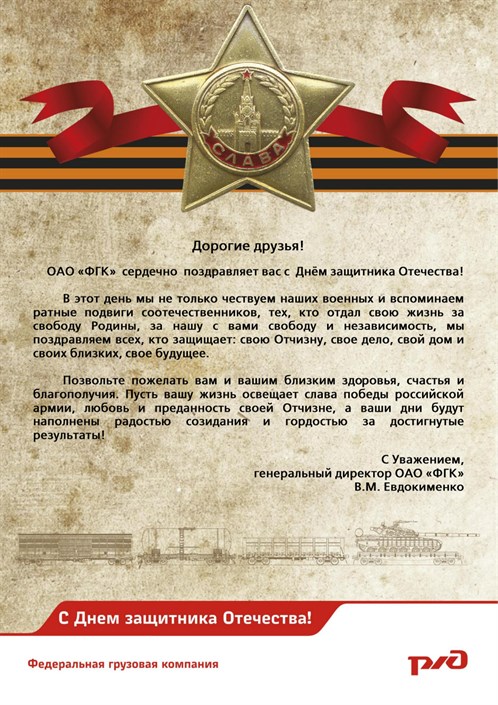 СЛАВА
Дорогие друзья!
ОАО «ФГК» сердечно поздравляет вас с Днём защитника Отечества!
В этот день мы не только чествуем наших военных и вспоминаем
ратные подвиги соотечественников, тех, кто отдал свою жизнь за
свободу Родины, за нашу с вами свободу и независимость, мы
поздравляем всех, кто защищает: свою Отчизну, свое дело, свой дом и
своих близких, свое будущее.
Позвольте пожелать вам и вашим близким здоровья, счастья и
благополучия. Пусть вашу жизнь освещает слава победы российской
армии, любовь и преданность своей Отчизне, а ваши дни будут
наполнены радостью созидания и гордостью за достигнутые
результаты!
С Уважением,
генеральный директор ОАО «ФГК»
В.М. Евдокименко
С Днем защитника Отечества!
Федеральная грузовая компания
ржд